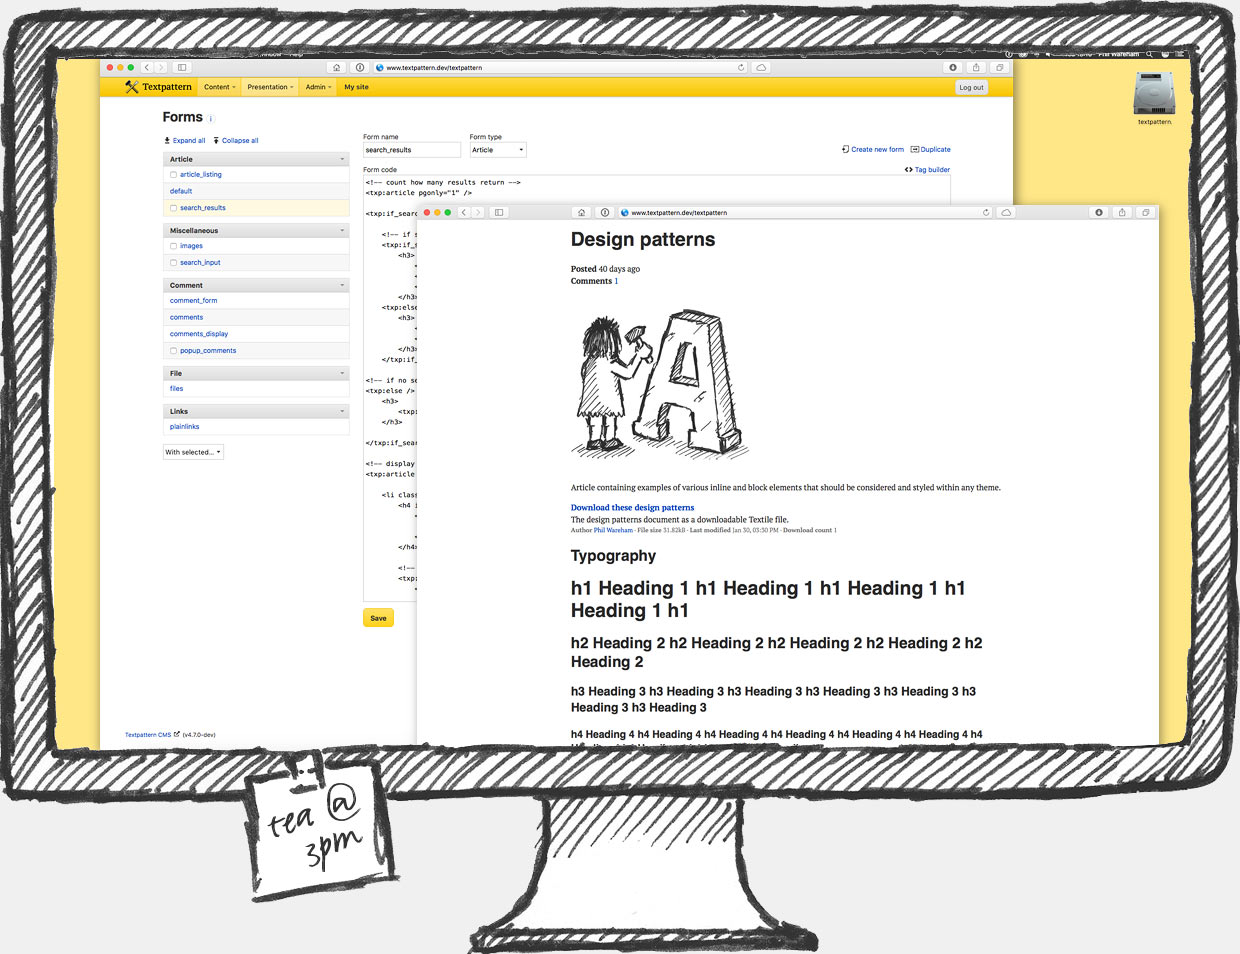 Phil Wareham
www.textpattern.dev/textpattern
Textpattern Content Presentation Admin My site Log out
textpattern.
Forms i
Expand all Collapse all
Article
article_listing
default
search_results
Miscellaneous
images
search_input
Comment
comment_form
comments
comments_display
popup_comments
File
files
Links
plainlinks
With selected...
Form name Form type
search_results Article
Create new form Duplicate
Form code Tag builder
<!-- count how many results return -->
<txp:article pgonly="1" />
<txp:if_sear
<!-- if s
<txp:if_s
<h3>
<
<
</h3>
<txp:else
<h3>
<
<
</h3>
</txp:if_
<!-- if no se
<txp:else />
<h3>
<txp:
</h3>
</txp:if_sear
<!-- display
<txp:article
<li class
<h4 i
<
<
</h4>
<!--
<txp:
<
Save
Textpattern CMS (v4.7.0-dev)
www.textpattern.dev/textpattern
Design patterns
Posted 40 days ago
Comments 1
A
Article containing examples of various inline and block elements that should be considered and styled within any theme.
Download these design patterns
The design patterns document as a downloadable Textile file.
Author Phil Wareham · File size 31.82kB · Last modified Jan 30, 03:30 PM · Download count 1
Typography
h1 Heading 1 h1 Heading 1 h1 Heading 1 h1
Heading 1 h1
h2 Heading 2 h2 Heading 2 h2 Heading 2 h2 Heading 2 h2
Heading 2
h3 Heading 3 h3 Heading 3 h3 Heading 3 h3 Heading 3 h3 Heading 3 h3
Heading 3 h3 Heading 3
h4 Heading 4 h4 Heading 4 h4 Heading 4 h4 Heading 4 h4 Heading 4 h4 Heading 4 h4
tea @
3pm